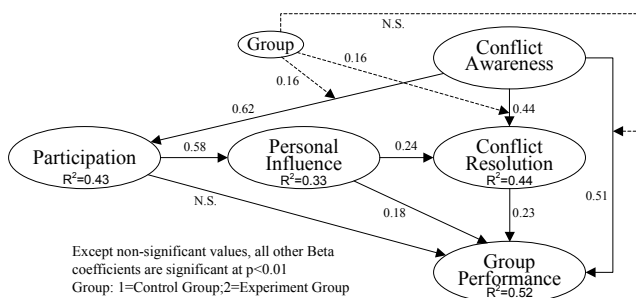 N.S.
Group
Conflict
Awareness
0.16
0.16
0.62
0.44
Participation
R²=0.43
0.58
Personal
Influence
R²=0.33
0.24
Conflict
Resolution
R²=0.44
0.51
N.S.
0.18
0.23
Group
Performance
R²=0.52
Except non-significant values, all other Beta
coefficients are significant at p<0.01
Group: 1=Control Group;2=Experiment Group